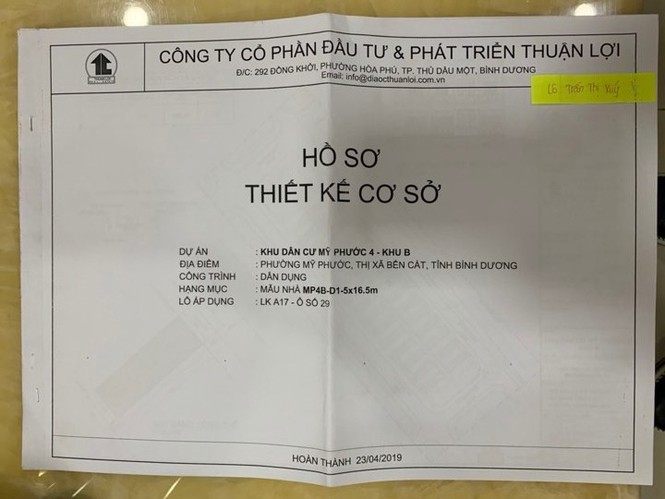 CÔNG TY CỔ PHẦN ĐẦU TƯ & PHÁT TRIỂN THUẬN LỢI
Đ/C: 292 ĐỒNG KHỞI, PHƯỜNG HÒA PHÚ, TP. THỦ DẦU MỘT, BÌNH DƯƠNG
Email: info@diaocthuanloi.com.vn
Trần Thị
HỒ SƠ
THIẾT KẾ CƠ SỞ
DỰ ÁN : KHU DÂN CƯ MỸ PHƯỚC 4 - KHU B
ĐỊA ĐIỂM : PHƯỜNG MỸ PHƯỚC, THỊ XÃ BẾN CÁT, TỈNH BÌNH DƯƠNG
CÔNG TRÌNH : DÂN DỤNG
HẠNG MỤC : MẪU NHÀ MP4B-D1-5x16.5m
LÔ ÁP DỤNG : LK A17 - Ô SỐ 29
HOÀN THÀNH 23/04/2019